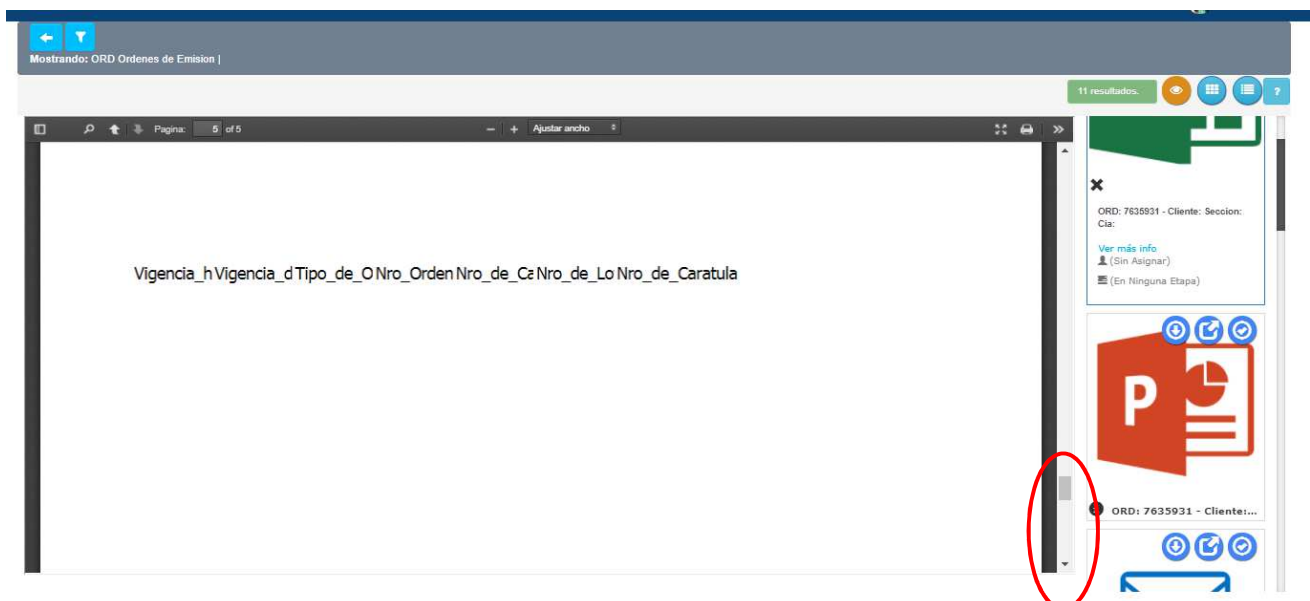 Mostrando: ORD Ordenes de Emision |
11 resultados.
?
Pagina: 5 of 5
Ajustar ancho
Vigencia_h Vigencia_d Tipo_de_O Nro_Orden Nro_de_Ca Nro_de_Lo Nro_de_Caratula
ORD: 7635931 - Cliente: Seccion:
Cia:
Ver más info
(Sin Asignar)
(En Ninguna Etapa)
P
ORD: 7635931 - Cliente:...